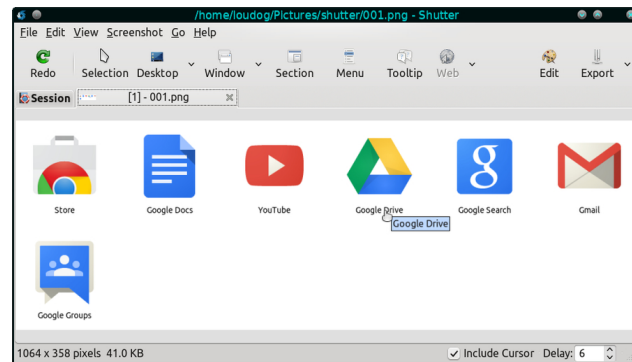 /home/loudog/Pictures/shutter/001.png - Shutter
File Edit View Screenshot Go Help
Redo Selection Desktop Window Section Menu Tooltip Web Edit Export
Session [1] - 001.png
Store Google Docs YouTube Google Drive Google Search Gmail
Google Drive
Google Groups
1064 x 358 pixels 41.0 KB Include Cursor Delay: 6